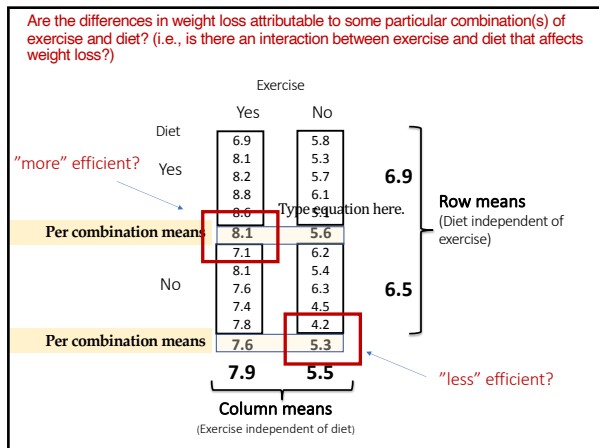 Are the differences in weight loss attributable to some particular combination(s) of
exercise and diet? (i.e., is there an interaction between exercise and diet that affects
weight loss?)
Exercise
Yes No
Diet
Yes
"more" efficient?
6.9 5.8
8.1 5.3
8.2 5.7
8.8 6.1
8.6 5.1
Type equation here.
6.9
Row means
(Diet independent of
exercise)
Per combination means 8.1 5.6
No
7.1 6.2
8.1 5.4
7.6 6.3
7.4 4.5
7.8 4.2
6.5
Per combination means 7.6 5.3
7.9 5.5
"less" efficient?
Column means
(Exercise independent of diet)